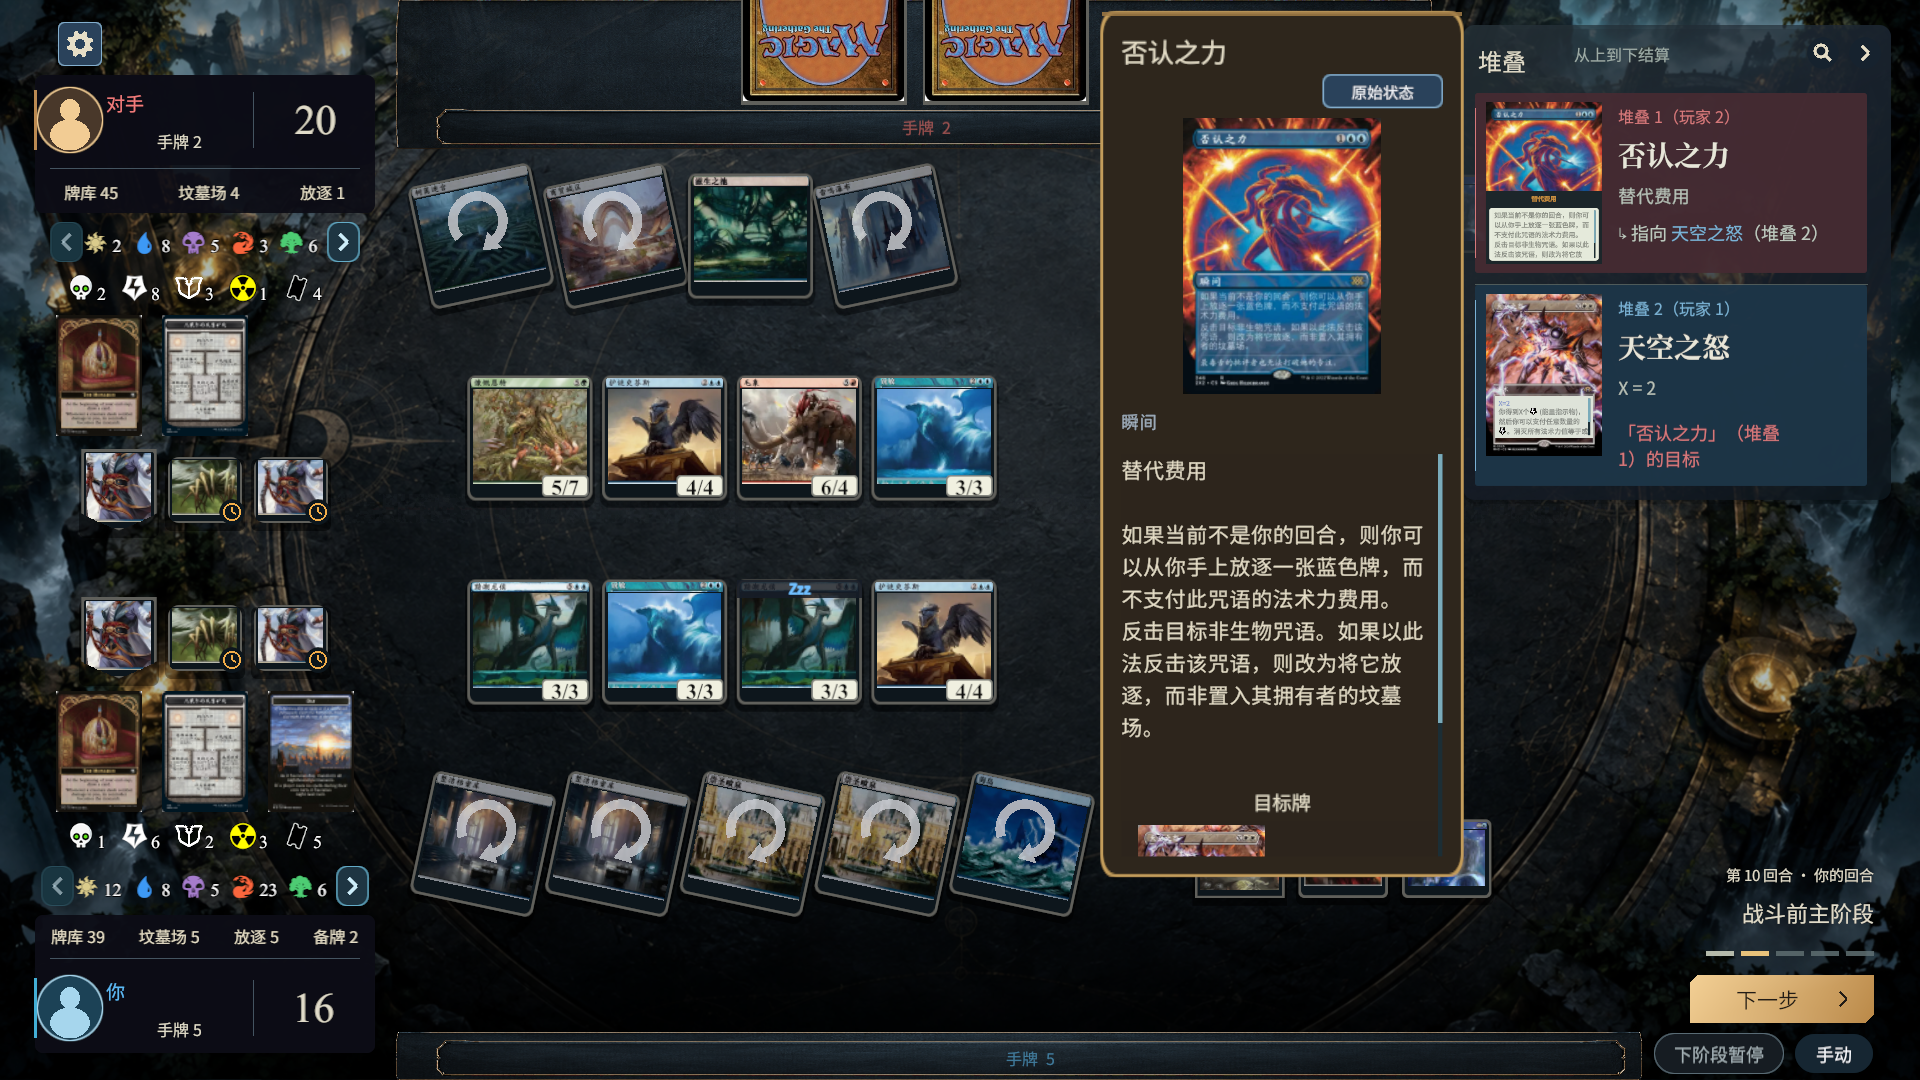 对手
手牌 2
20
牌库 45
坟墓场 4
放逐 1
2
8
5
3
6
2
8
3
1
4
1
6
2
3
5
12
8
5
23
6
牌库 39
坟墓场 5
放逐 5
备牌 2
你
手牌 5
16
手牌 2
5/7
4/4
6/4
3/3
3/3
Zzz
3/3
3/3
4/4
手牌 5
否认之力
原始状态
否认之力
瞬间
瞬间
替代费用
如果当前不是你的回合，则你可
以从你手上放逐一张蓝色牌，而
不支付此咒语的法术力费用。
反击目标非生物咒语。如果以此
法反击该咒语，则改为将它放
逐，而非置入其拥有者的坟墓
场。
目标牌
堆叠
从上到下结算
堆叠 1（玩家 2）
否认之力
替代费用
↳ 指向 天空之怒（堆叠 2）
堆叠 2（玩家 1）
天空之怒
X = 2
「否认之力」（堆叠
1）的目标
第 10 回合 · 你的回合
战斗前主阶段
下一步
下阶段暂停
手动